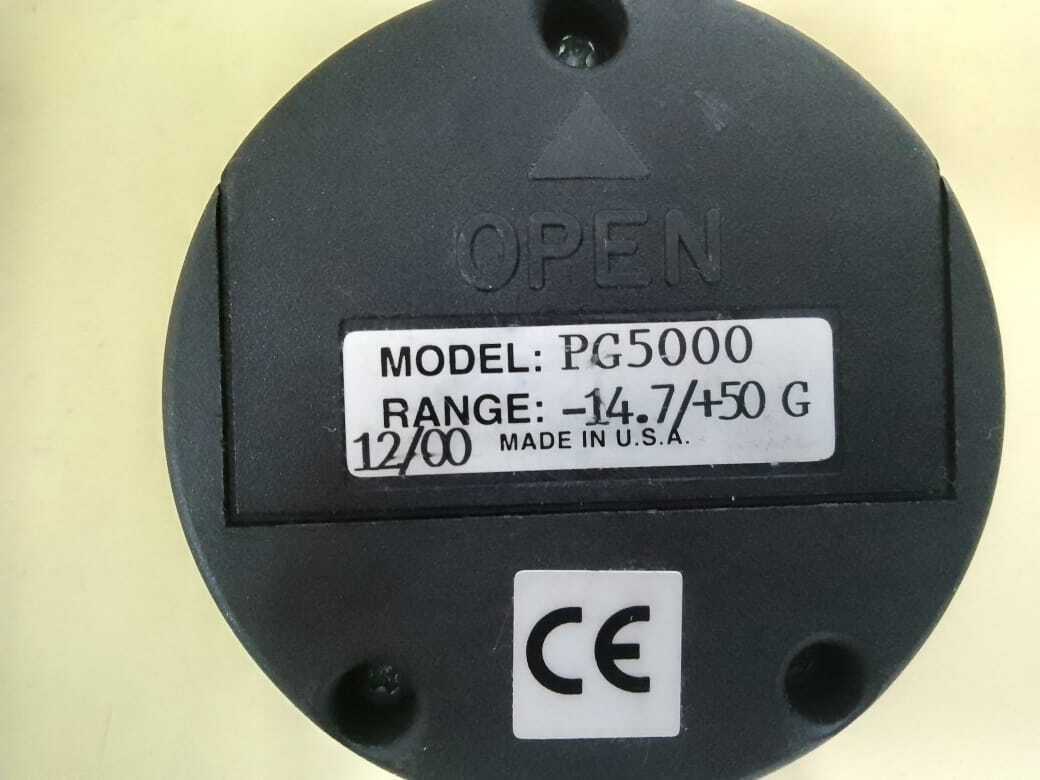 OPEN
MODEL: PG5000
RANGE: -14.7/+50 G
12/00 MADE IN U.S.A.
CE